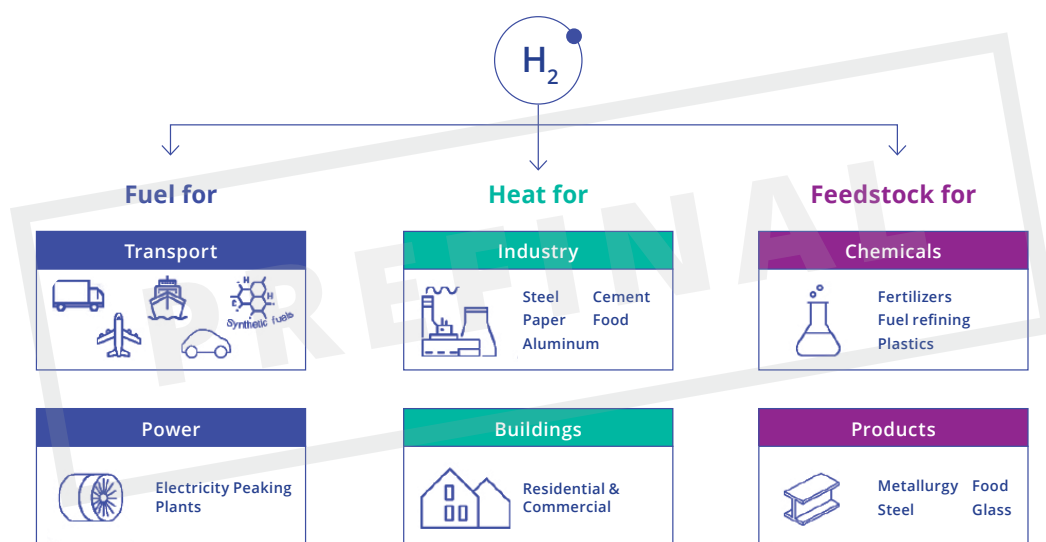 H2
Fuel for
Heat for
Feedstock for
Transport
Synthetic fuels
Industry
Steel Cement
Paper Food
Aluminum
Chemicals
Fertilizers
Fuel refining
Plastics
Power
Electricity Peaking
Plants
Buildings
Residential &
Commercial
Products
Metallurgy Food
Steel Glass
PREFINAL